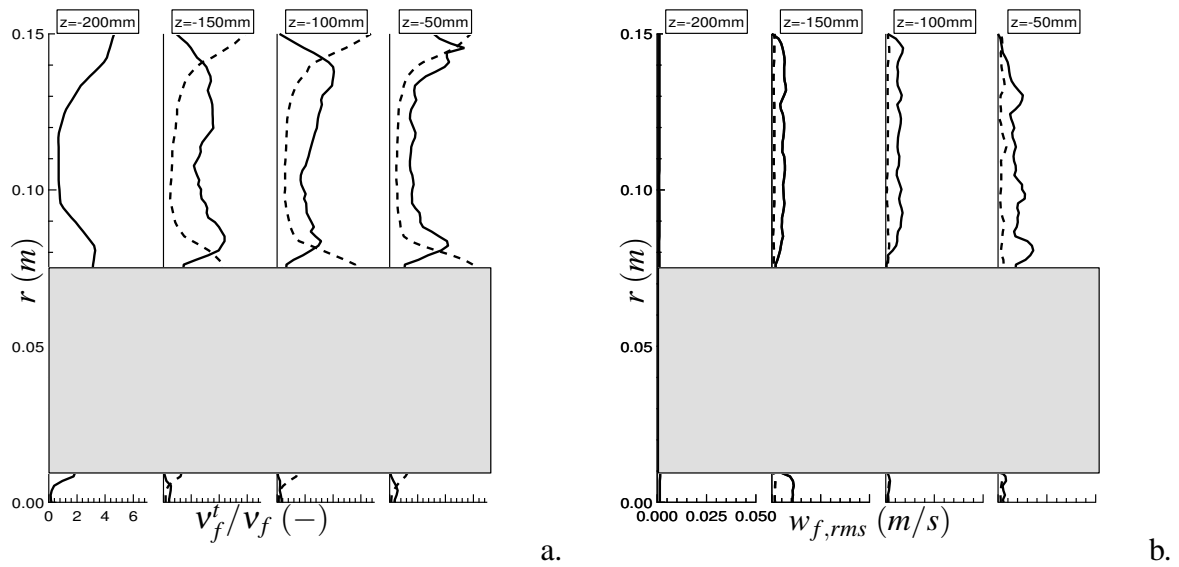 z=-200mm z=-150mm z=-100mm z=-50mm
0.15
0.10
0.05
0.00
r (m)
0 2 4 6
ν_f^t/ν_f (−)
a.
z=-200mm z=-150mm z=-100mm z=-50mm
0.15
0.10
0.05
0.00
r (m)
0.000 0.025 0.050
w_{f,rms} (m/s)
b.